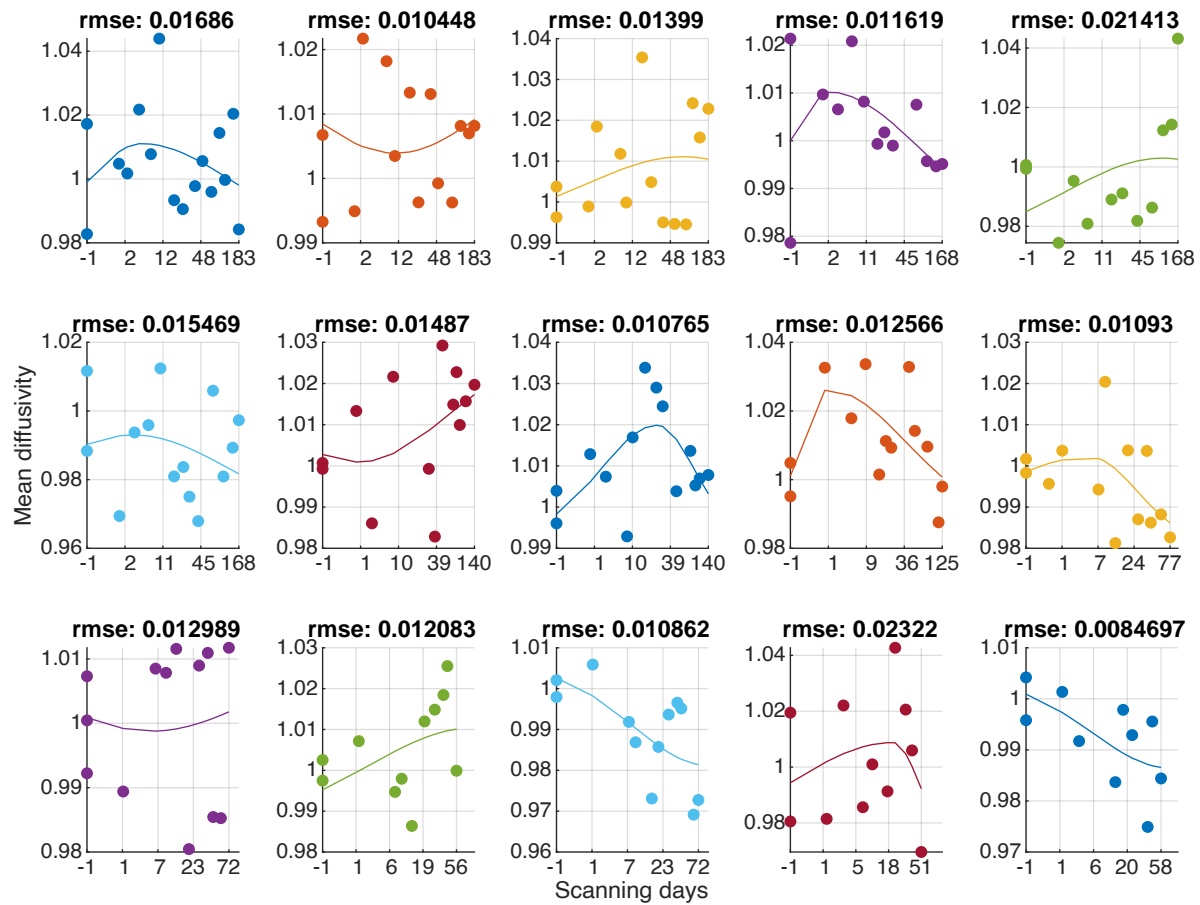 rmse: 0.01686 rmse: 0.010448 rmse: 0.01399 rmse: 0.011619 rmse: 0.021413
1.04 1.02 1.04 1.02 1.04
1.02 1.01 1.03 1.01 1.02
1 1 1.02 1 1
0.98 0.99 1.01 0.99 0.98
1 0.98
0.99
-1 2 12 48 183 -1 2 12 48 183 -1 2 12 48 183 -1 2 11 45 168 -1 2 11 45 168
rmse: 0.015469 rmse: 0.01487 rmse: 0.010765 rmse: 0.012566 rmse: 0.01093
1.02 1.03 1.04 1.04 1.03
1 1.02 1.03 1.02 1.02
0.98 1.01 1.02 1 1.01
0.96 1 1.01 0.98 1
0.99 1 0.99
0.98 0.99 0.98
-1 2 11 45 168 -1 1 10 39 140 -1 1 10 39 140 -1 1 9 36 125 -1 1 7 24 77
Mean diffusivity
rmse: 0.012989 rmse: 0.012083 rmse: 0.010862 rmse: 0.02322 rmse: 0.0084697
1.01 1.03 1.01 1.04 1.01
1 1.02 1 1.02 1
0.99 1.01 0.99 1 0.99
0.98 1 0.98 0.98 0.98
0.99 0.97 0.97
0.98 0.96
-1 1 7 23 72 -1 1 6 19 56 -1 1 7 23 72 -1 1 5 18 51 -1 1 6 20 58
Scanning days